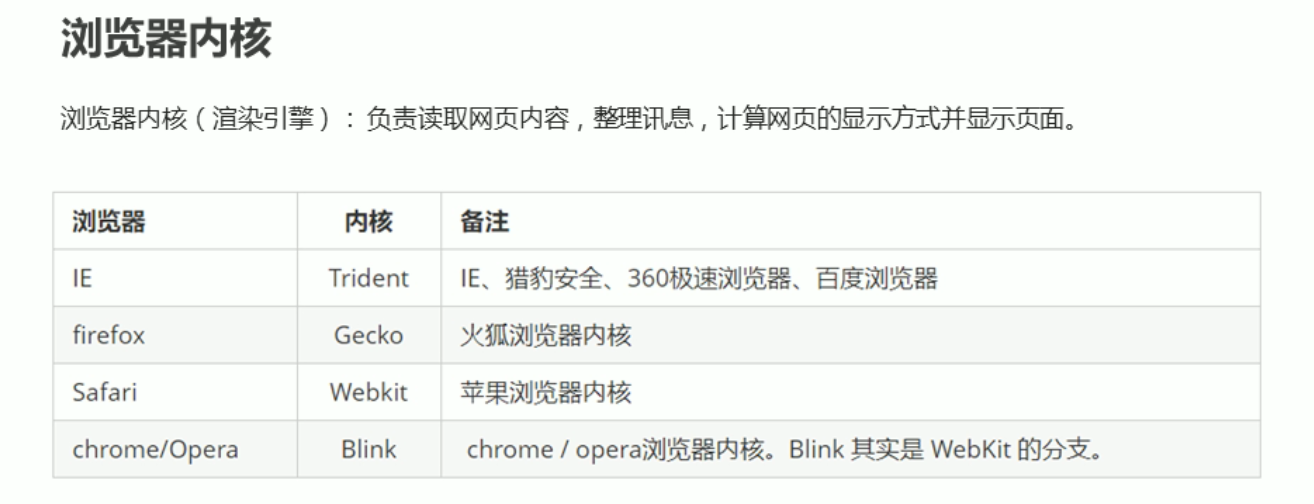 浏览器内核
浏览器内核（渲染引擎）：负责读取网页内容，整理讯息，计算网页的显示方式并显示页面。
浏览器 内核 备注
IE Trident IE、猎豹安全、360极速浏览器、百度浏览器
firefox Gecko 火狐浏览器内核
Safari Webkit 苹果浏览器内核
chrome/Opera Blink chrome / opera浏览器内核。Blink 其实是 WebKit 的分支。